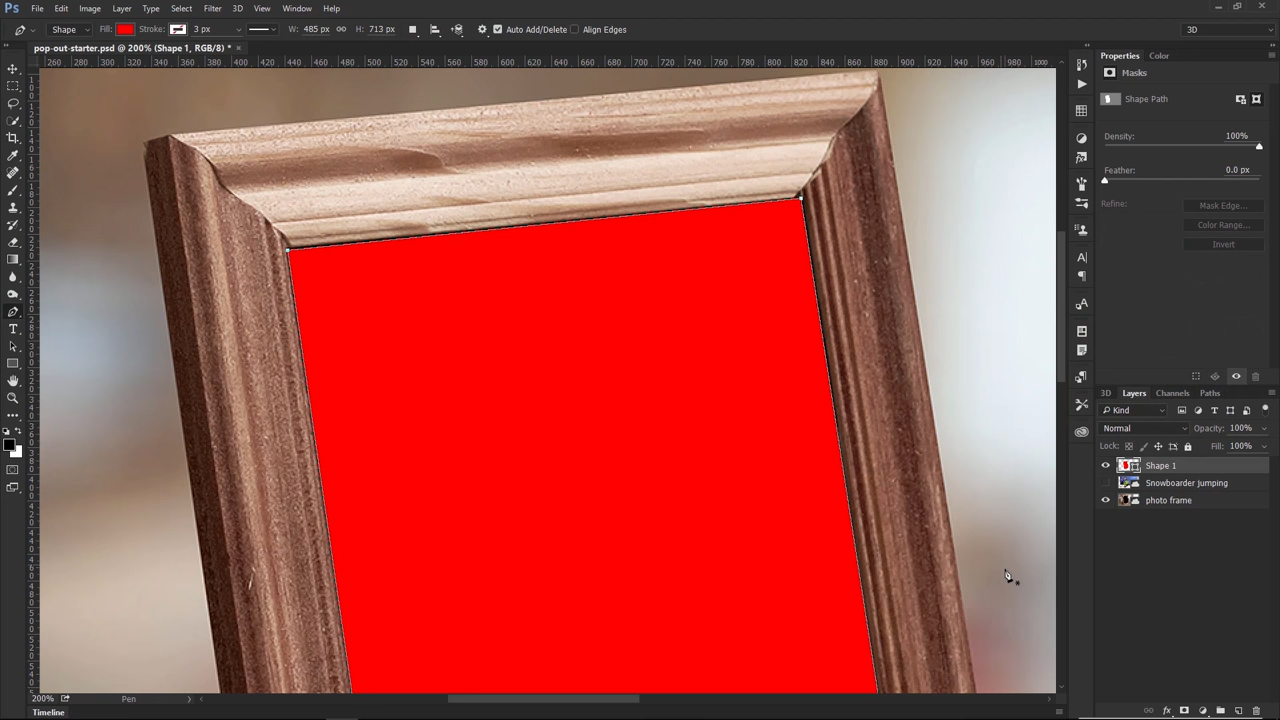 Ps File Edit Image Layer Type Select Filter 3D View Window Help
Shape Fill: Stroke: 3 px W: 485 px H: 713 px Auto Add/Delete Align Edges 3D
pop-out-starter.psd @ 200% (Shape 1, RGB/8) * ×
260 280 300 320 340 360 380 400 420 440 460 480 500 520 540 560 580 600 620 640 660 680 700 720 740 760 780 800 820 840 860 880 900 920 940 960 980 1000
Properties Color
Masks
Shape Path
Density: 100%
Feather: 0.0 px
Refine: Mask Edge...
Color Range...
Invert
3D Layers Channels Paths
Kind
Normal Opacity: 100%
Lock: Fill: 100%
Shape 1
Snowboarder jumping
photo frame
200% Pen
Timeline